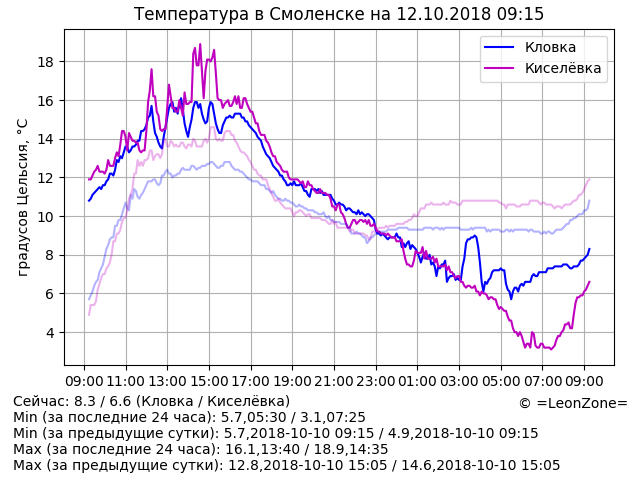 Температура в Смоленске на 12.10.2018 09:15
Кловка
Киселёвка
градусов Цельсия, °C
18
16
14
12
10
8
6
4
09:00 11:00 13:00 15:00 17:00 19:00 21:00 23:00 01:00 03:00 05:00 07:00 09:00
Сейчас: 8.3 / 6.6 (Кловка / Киселёвка)
© =LeonZone=
Min (за последние 24 часа): 5.7,05:30 / 3.1,07:25
Min (за предыдущие сутки): 5.7,2018-10-10 09:15 / 4.9,2018-10-10 09:15
Max (за последние 24 часа): 16.1,13:40 / 18.9,14:35
Max (за предыдущие сутки): 12.8,2018-10-10 15:05 / 14.6,2018-10-10 15:05